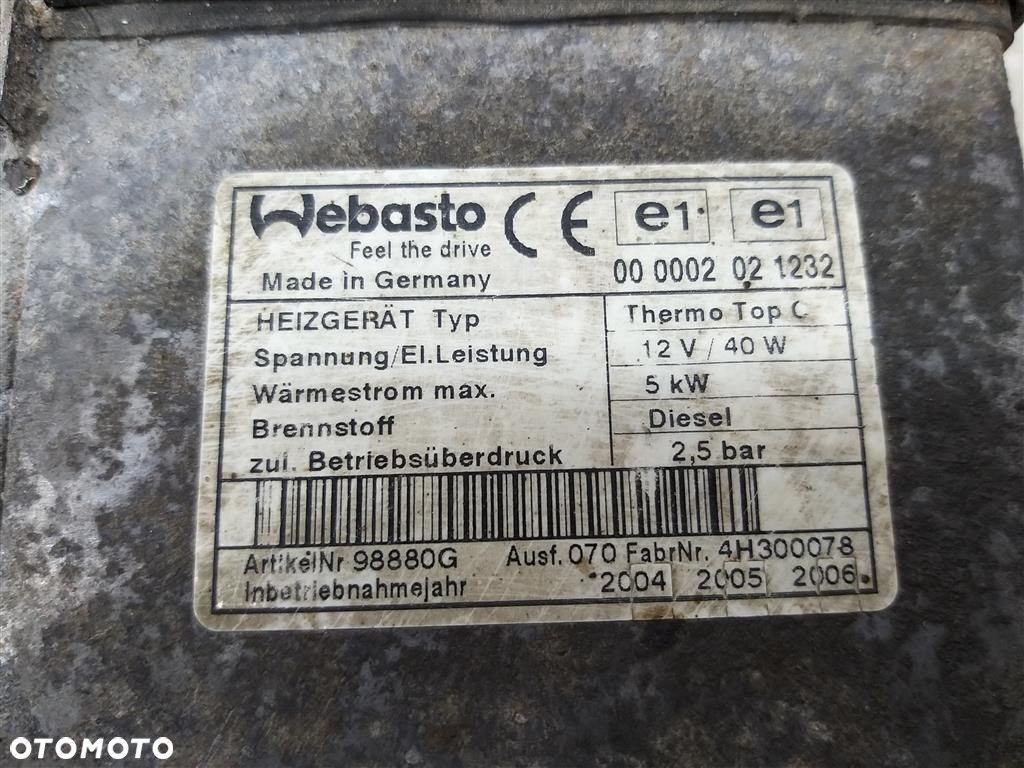 Webasto CE e1 e1
Feel the drive
Made in Germany 00 0002 02 1232
HEIZGERÄT Typ Thermo Top C
Spannung/El.Leistung 12 V / 40 W
Wärmestrom max. 5 kW
Brennstoff Diesel
zul. Betriebsüberdruck 2,5 bar
ArtikelNr 98880G Ausf. 070 FabrNr. 4H300078
Inbetriebnahmejahr 2004 2005 2006
OTOMOTO